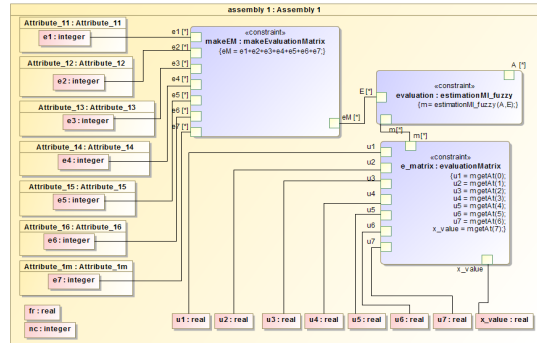 assembly 1 : Assembly 1
Attribute_11 : Attribute_11
e1 : integer
Attribute_12 : Attribute_12
e2 : integer
Attribute_13 : Attribute_13
e3 : integer
Attribute_14 : Attribute_14
e4 : integer
Attribute_15 : Attribute_15
e5 : integer
Attribute_16 : Attribute_16
e6 : integer
Attribute_1m : Attribute_1m
e7 : integer
fr : real
nc : integer
e1 [*]
e2 [*]
e3 [*]
e4 [*]
e5 [*]
e6 [*]
e7 [*]
«constraint»
makeEM : makeEvaluationMatrix
{eM = e1+e2+e3+e4+e5+e6+e7;}
eM [*]
A [*]
E [*]
«constraint»
evaluation : estimationMI_fuzzy
{m = estimationMI_fuzzy(A,E);}
m[*]
m[*]
«constraint»
e_matrix : evaluationMatrix
{u1 = m.getAt(0);
u2 = m.getAt(1);
u3 = m.getAt(2);
u4 = m.getAt(3);
u5 = m.getAt(4);
u6 = m.getAt(5);
u7 = m.getAt(6);
x_value = m.getAt(7);}
u1
u2
u3
u4
u5
u6
u7
x_value
u1 : real
u2 : real
u3 : real
u4 : real
u5 : real
u6 : real
u7 : real
x_value : real